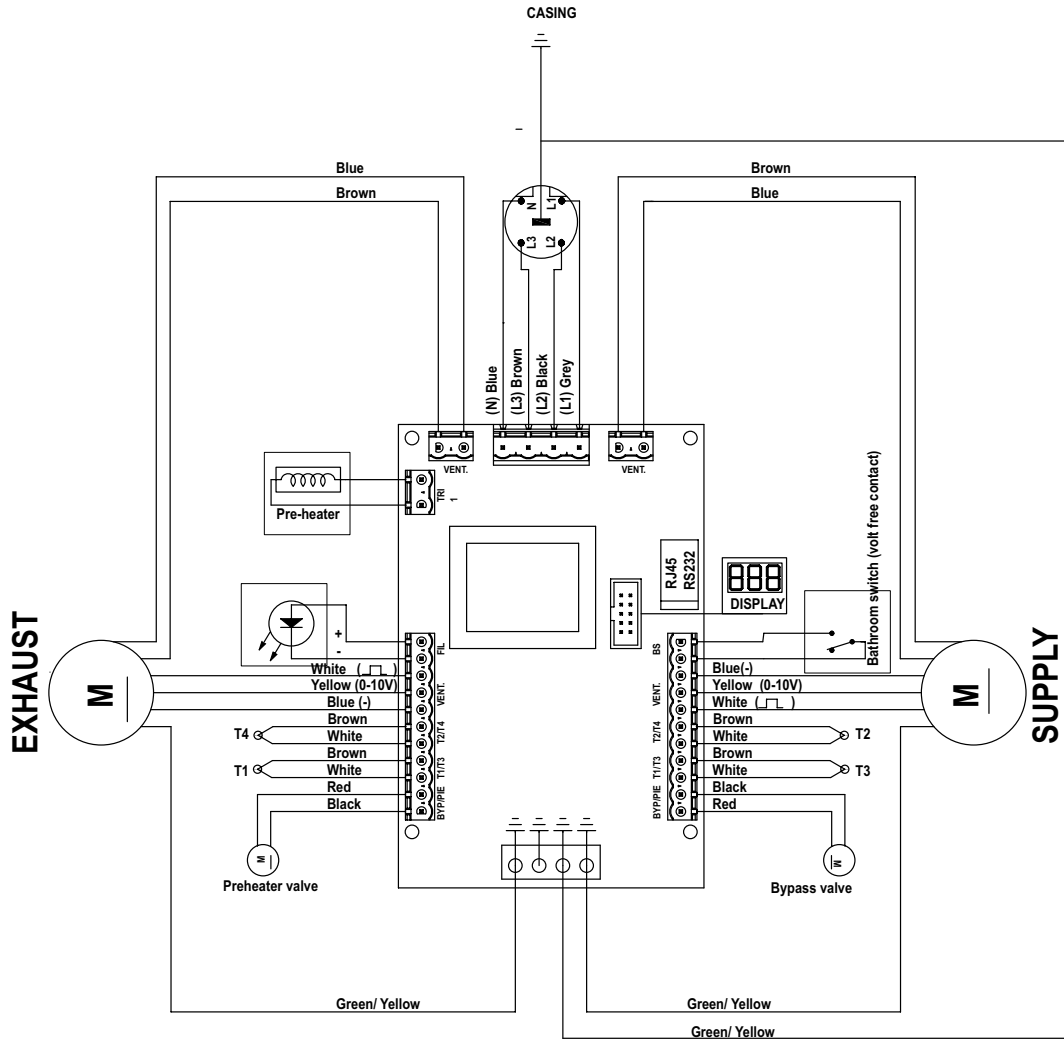 CASING
Blue
Brown
Brown
Blue
N
L1
L3
L2
(N) Blue
(L3) Brown
(L2) Black
(L1) Grey
VENT.
VENT.
TRI
1
Pre-heater
RJ45
RS232
DISPLAY
Bathroom switch (volt free contact)
EXHAUST
M
+
-
FIL
White ( )
Yellow (0-10V)
VENT.
Blue (-)
Brown
T4
T2/T4
White
Brown
T1
T1/T3
White
Red
BYP/PIE
Black
M
Preheater valve
BS
Blue(-)
VENT.
Yellow (0-10V)
White ( )
Brown
T2/T4
T2
White
Brown
T1/T3
T3
White
Black
BYP/PIE
Red
M
Bypass valve
M
SUPPLY
Green/ Yellow
Green/ Yellow
Green/ Yellow